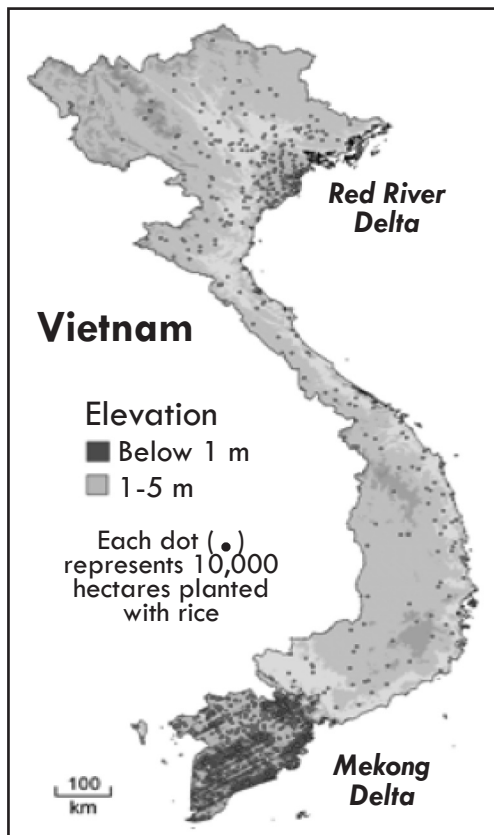 Red River
Delta
Vietnam
Elevation
Below 1 m
1-5 m
Each dot (•)
represents 10,000
hectares planted
with rice
Mekong
Delta
100
km